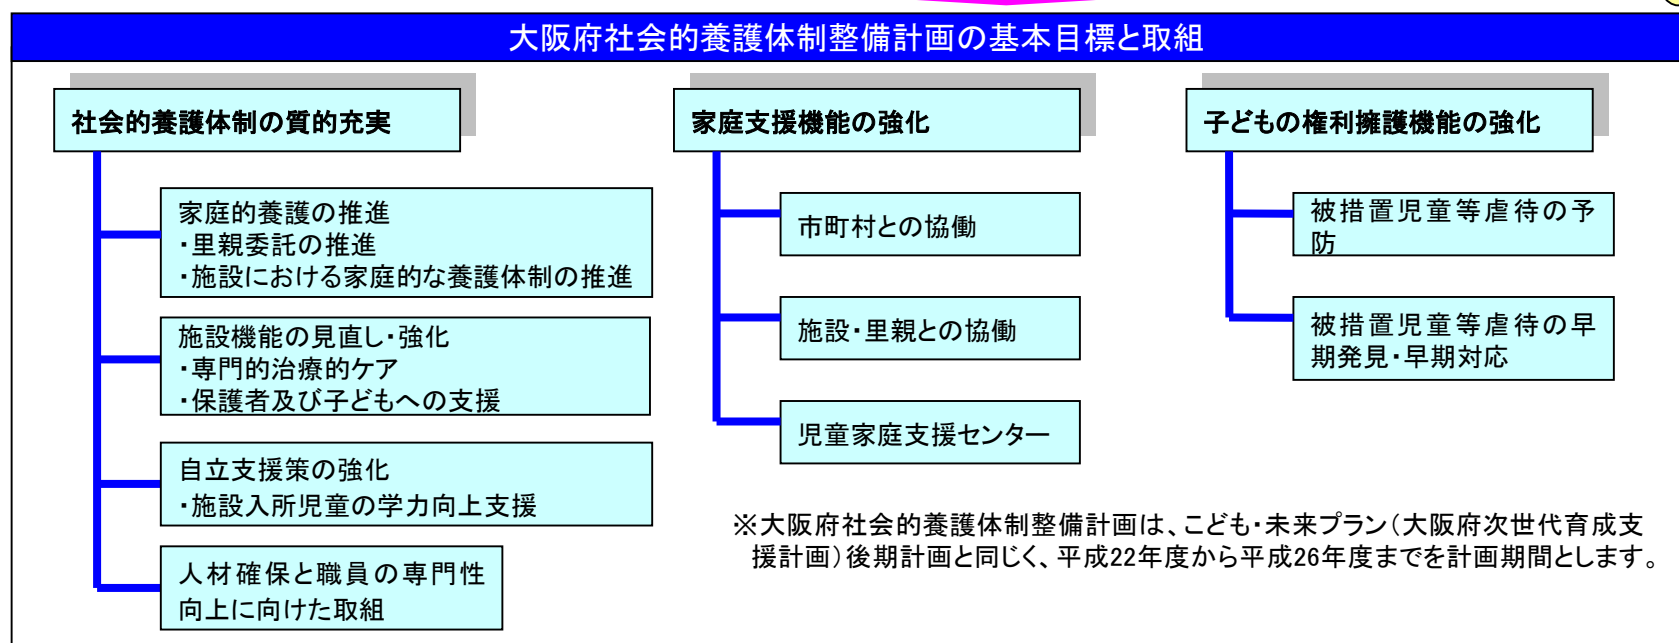 大阪府社会的養護体制整備計画の基本目標と取組
社会的養護体制の質的充実
家庭的養護の推進
・里親委託の推進
・施設における家庭的な養護体制の推進
施設機能の見直し・強化
・専門的治療的ケア
・保護者及び子どもへの支援
自立支援策の強化
・施設入所児童の学力向上支援
人材確保と職員の専門性
向上に向けた取組
家庭支援機能の強化
市町村との協働
施設・里親との協働
児童家庭支援センター
子どもの権利擁護機能の強化
被措置児童等虐待の予
防
被措置児童等虐待の早
期発見・早期対応
※大阪府社会的養護体制整備計画は、こども・未来プラン（大阪府次世代育成支
援計画）後期計画と同じく、平成22年度から平成26年度までを計画期間とします。